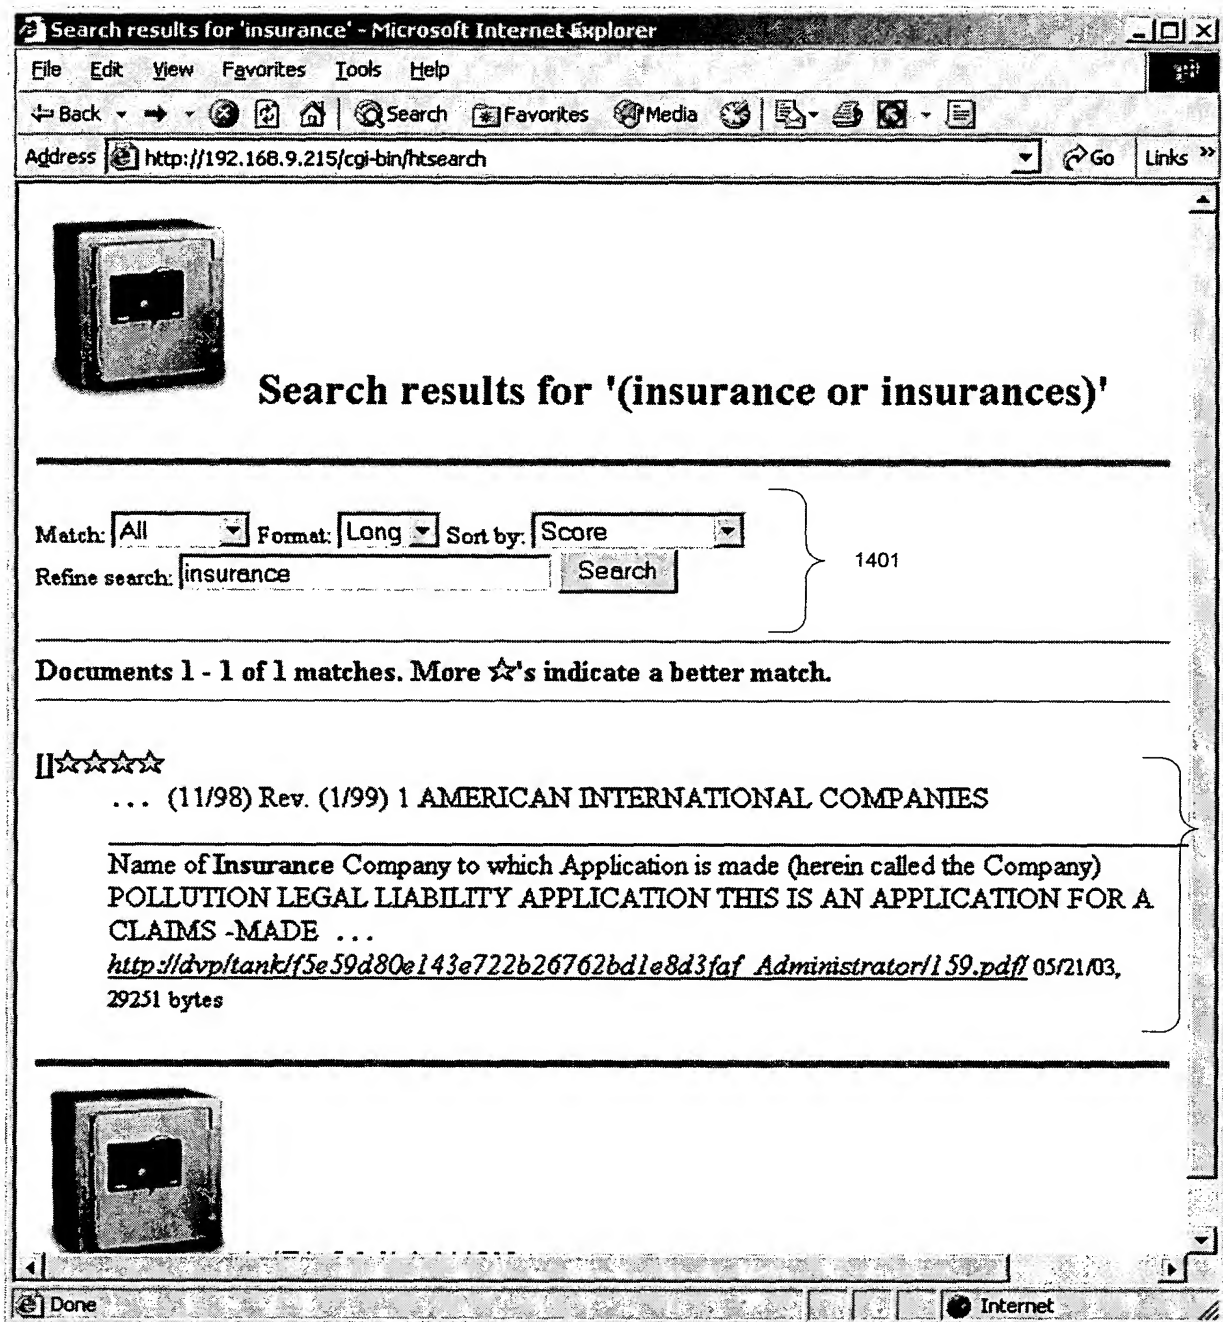 Search results for 'insurance' - Microsoft Internet Explorer
File Edit View Favorites Tools Help
Back Search Favorites Media
Address http://192.168.9.215/cgi-bin/htsearch Go Links »
Search results for '(insurance or insurances)'
Match: All Format: Long Sort by: Score
Refine search: insurance Search
1401
Documents 1 - 1 of 1 matches. More ☆'s indicate a better match.
[]☆☆☆☆
... (11/98) Rev. (1/99) 1 AMERICAN INTERNATIONAL COMPANIES
Name of Insurance Company to which Application is made (herein called the Company)
POLLUTION LEGAL LIABILITY APPLICATION THIS IS AN APPLICATION FOR A
CLAIMS -MADE ...
http://dvp/tank/f5e59d80e143e722b26762bd1e8d3faf_Administrator/159.pdf/ 05/21/03,
29251 bytes
Done Internet